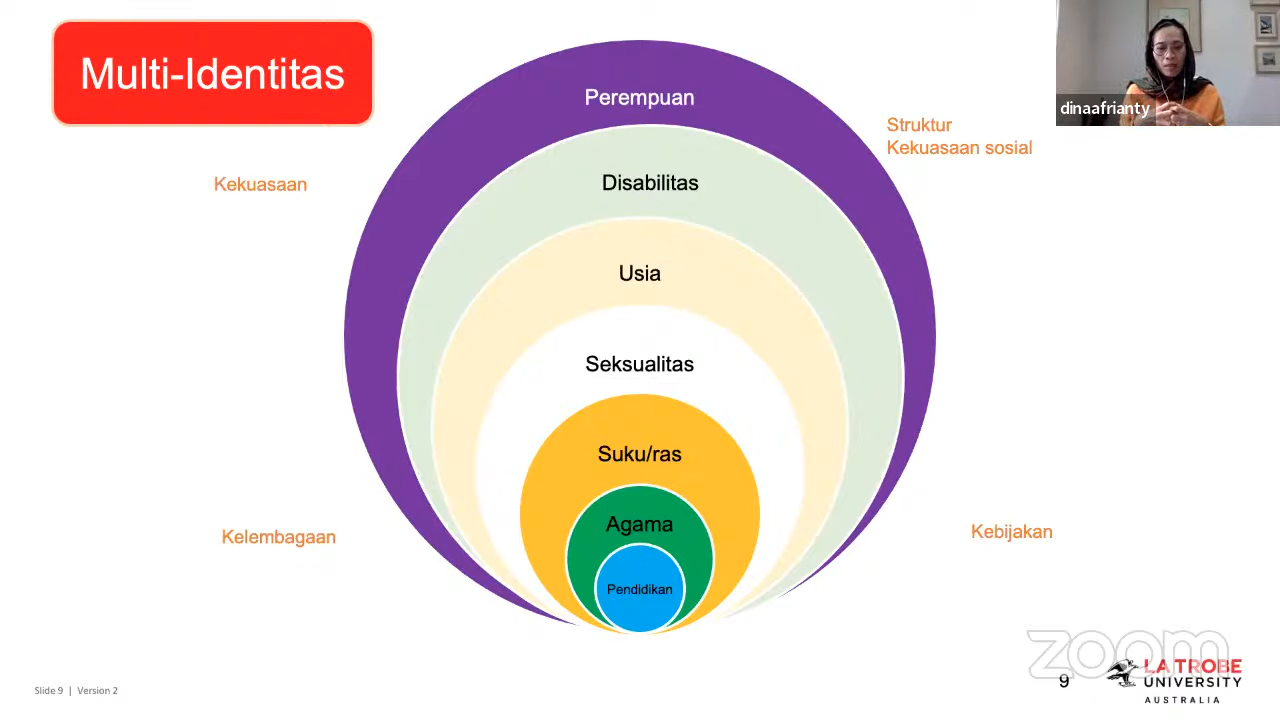 Multi-Identitas
Perempuan
dinaafrianty
Struktur
Kekuasaan sosial
Kekuasaan
Disabilitas
Usia
Seksualitas
Suku/ras
Agama
Kelembagaan
Kebijakan
Pendidikan
zoom
LA TROBE
UNIVERSITY
AUSTRALIA
Slide 9 | Version 2
9